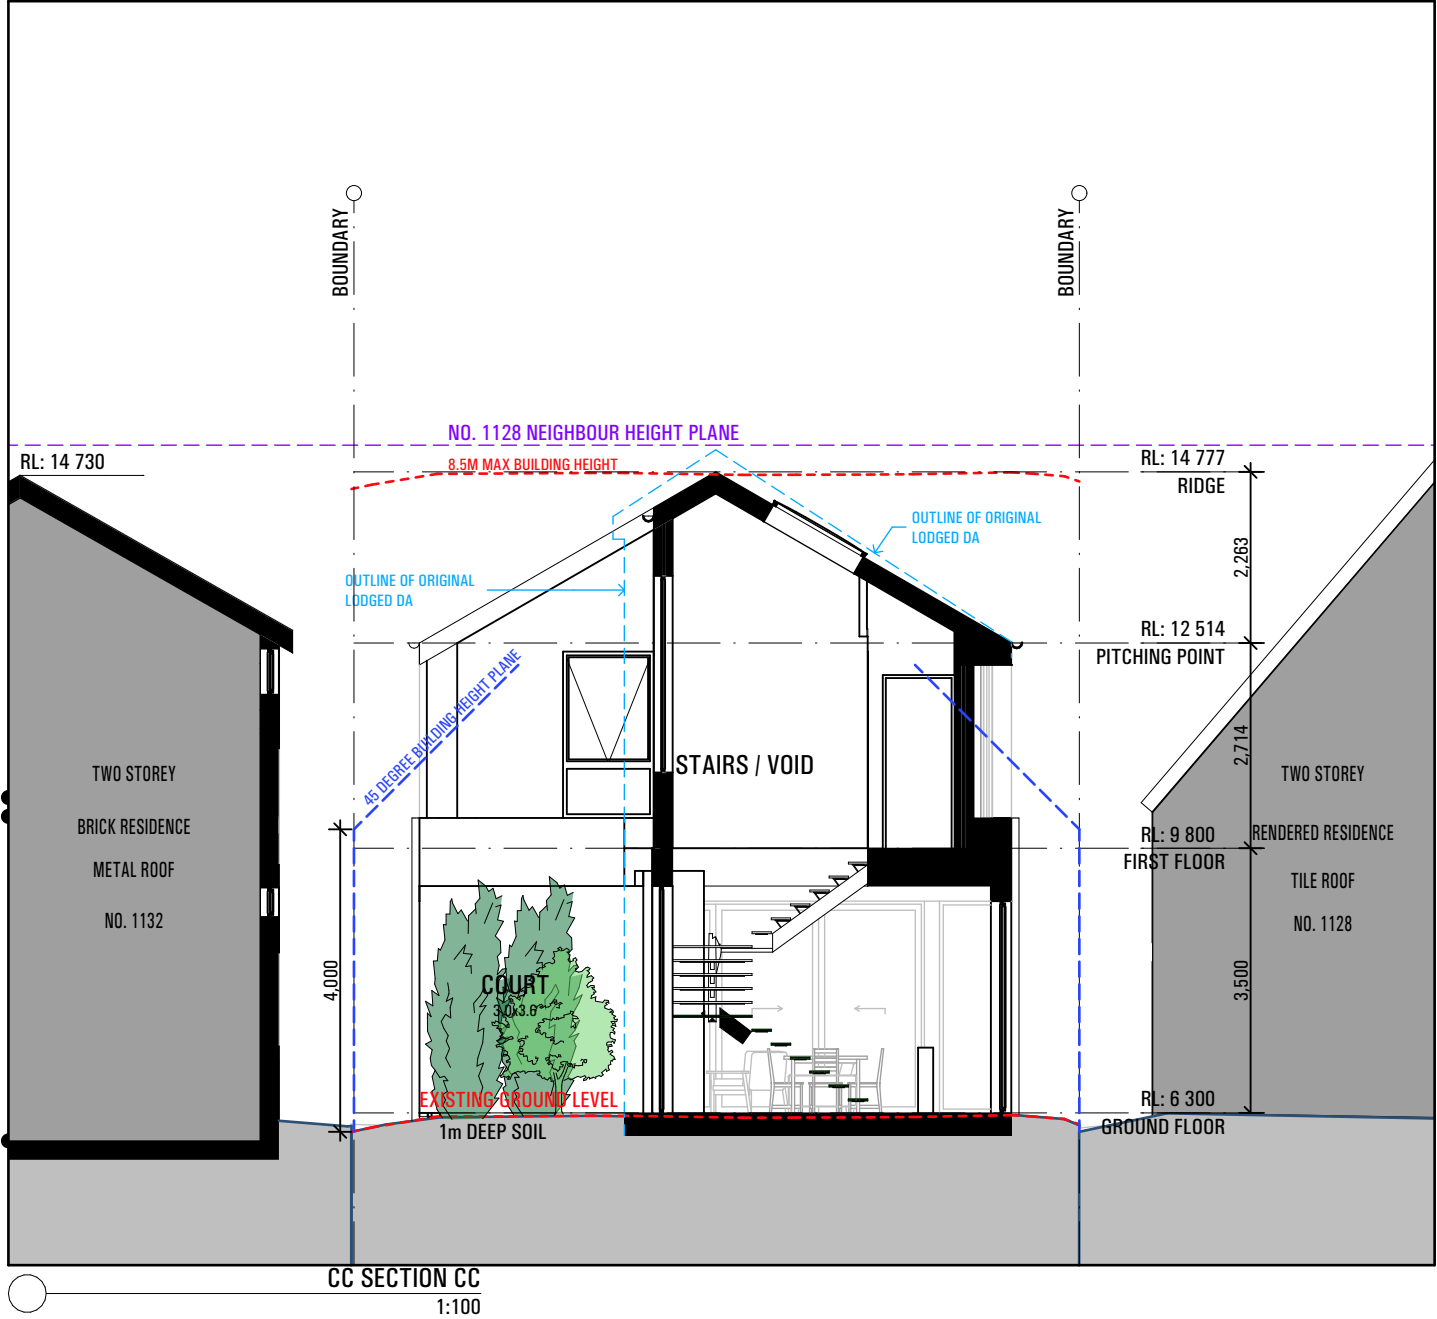 BOUNDARY
BOUNDARY
NO. 1128 NEIGHBOUR HEIGHT PLANE
RL: 14 730
8.5M MAX BUILDING HEIGHT
RL: 14 777
RIDGE
OUTLINE OF ORIGINAL
LODGED DA
2,263
OUTLINE OF ORIGINAL
LODGED DA
RL: 12 514
PITCHING POINT
45 DEGREE BUILDING HEIGHT PLANE
STAIRS / VOID
2,714
TWO STOREY
BRICK RESIDENCE
METAL ROOF
NO. 1132
TWO STOREY
RENDERED RESIDENCE
TILE ROOF
NO. 1128
RL: 9 800
FIRST FLOOR
4,000
COURT
3.0x3.6
3,500
EXISTING GROUND LEVEL
1m DEEP SOIL
RL: 6 300
GROUND FLOOR
CC SECTION CC
1:100